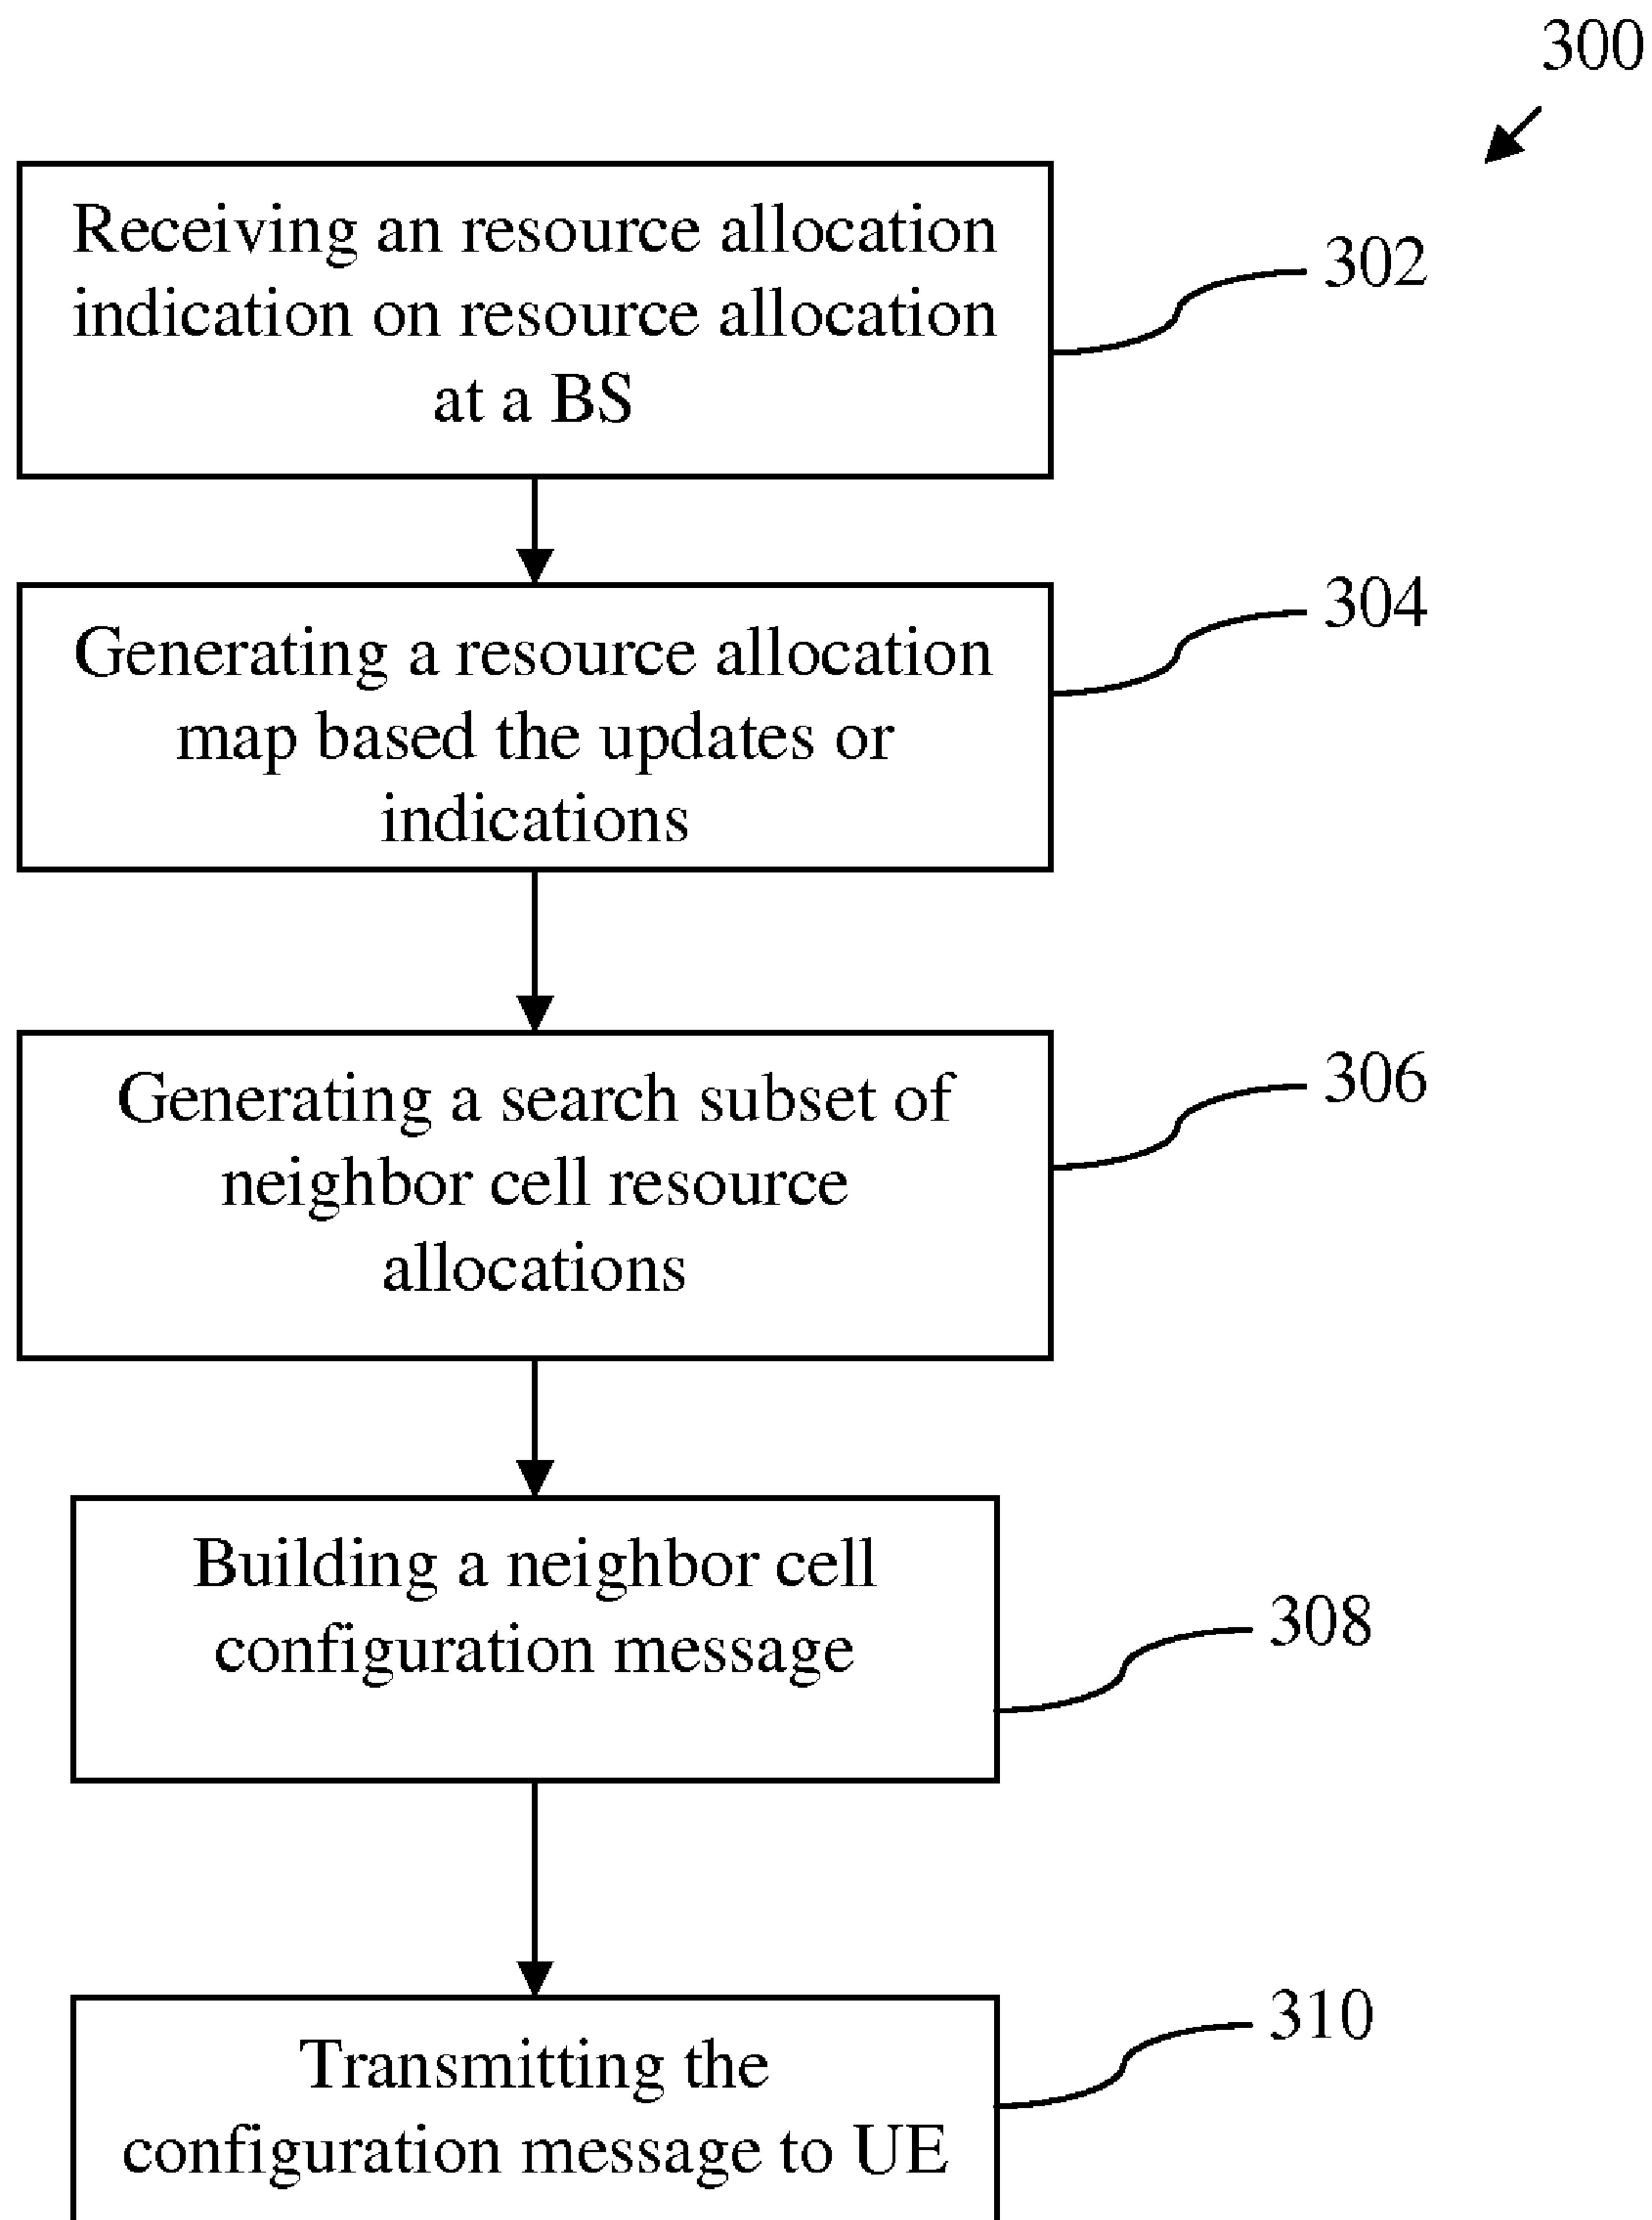 300
Receiving an resource allocation
indication on resource allocation
at a BS
302
Generating a resource allocation
map based the updates or
indications
304
Generating a search subset of
neighbor cell resource
allocations
306
Building a neighbor cell
configuration message
308
Transmitting the
configuration message to UE
310